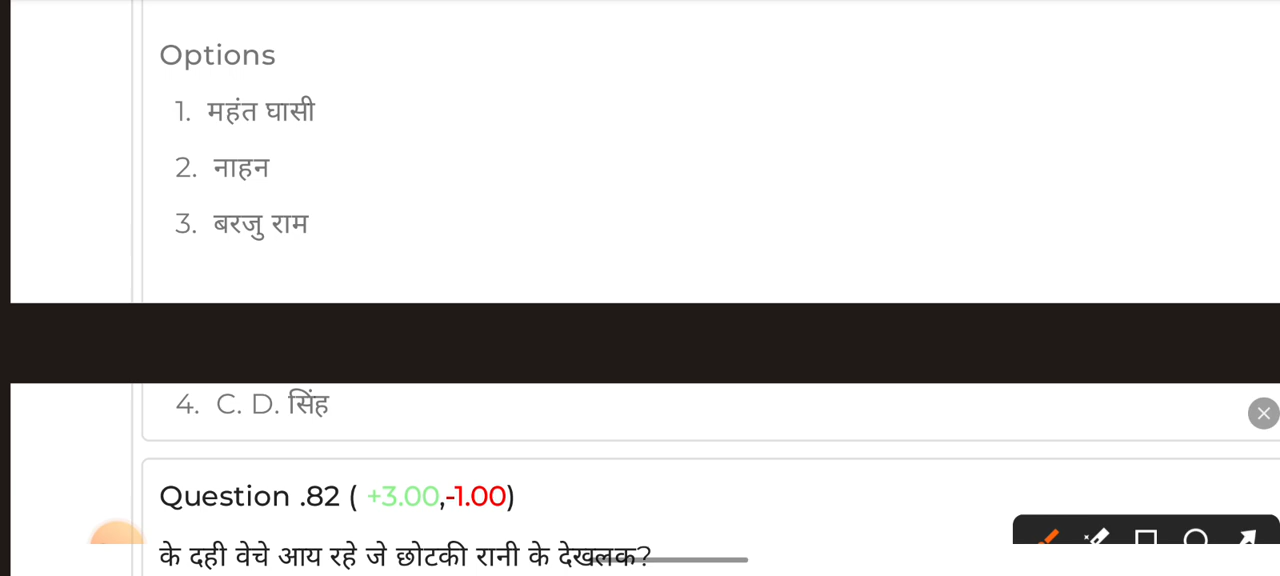 Options
1. महंत घासी
2. नाहन
3. बरजु राम
4. C. D. सिंह
Question .82 ( +3.00,-1.00)
के दही वेचे आय रहे जे छोटकी रानी के देखलक?